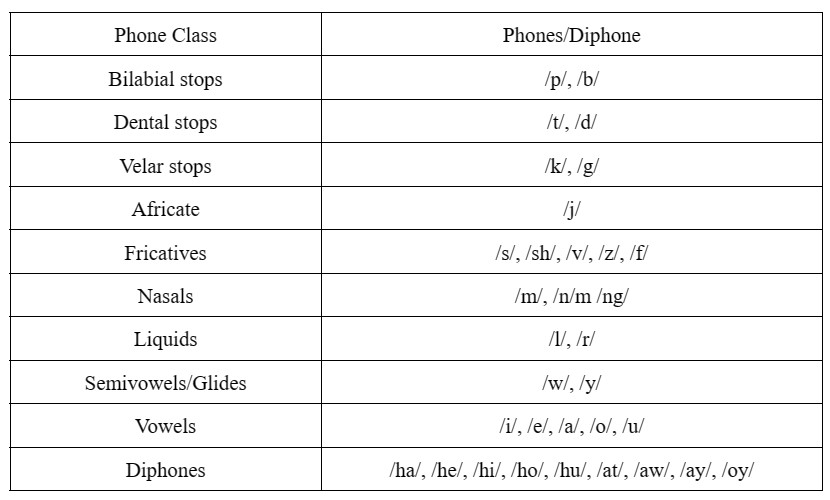 Phone Class Phones/Diphone
Bilabial stops /p/, /b/
Dental stops /t/, /d/
Velar stops /k/, /g/
Africate /j/
Fricatives /s/, /sh/, /v/, /z/, /f/
Nasals /m/, /n/m /ng/
Liquids /l/, /r/
Semivowels/Glides /w/, /y/
Vowels /i/, /e/, /a/, /o/, /u/
Diphones /ha/, /he/, /hi/, /ho/, /hu/, /at/, /aw/, /ay/, /oy/